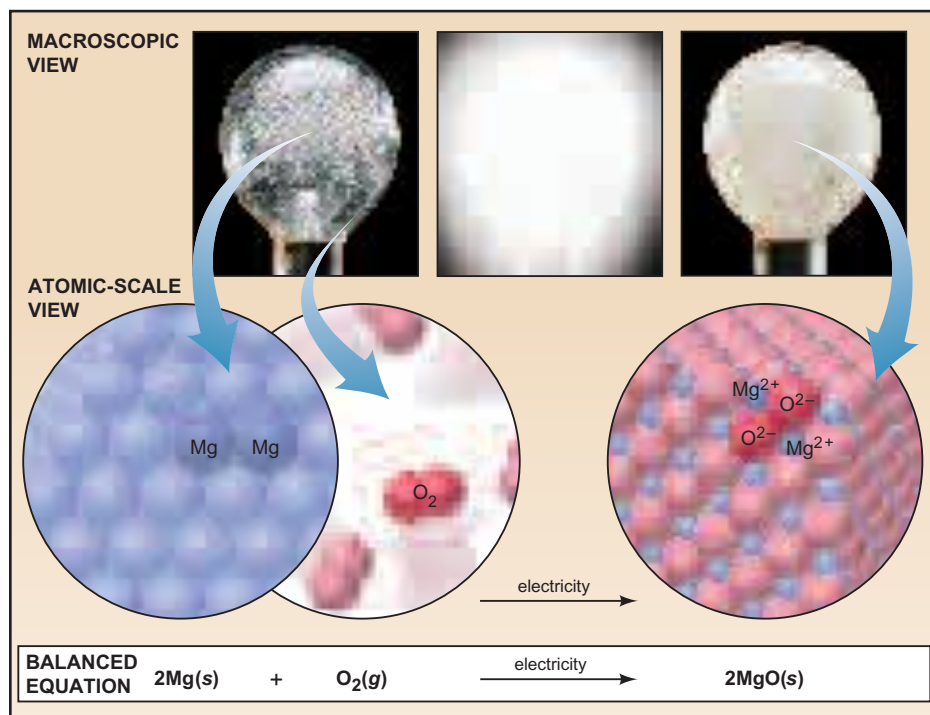 MACROSCOPIC
VIEW
ATOMIC-SCALE
VIEW
Mg Mg
O₂
Mg²⁺
O²⁻
O²⁻
Mg²⁺
electricity
BALANCED
EQUATION
2Mg(s) + O₂(g) electricity 2MgO(s)